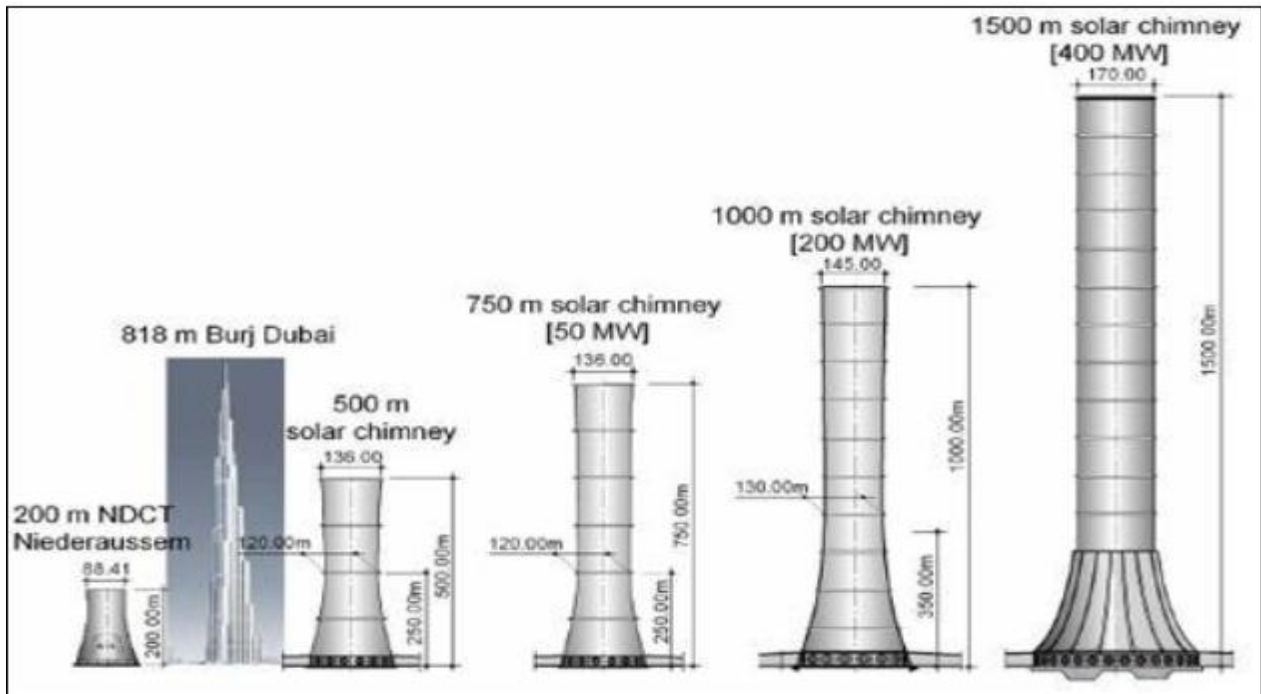 1500 m solar chimney
[400 MW]
170.00
1500.00m
1000 m solar chimney
[200 MW]
145.00
130.00m
1000.00m
350.00m
750 m solar chimney
[50 MW]
136.00
120.00m
750.00m
250.00m
818 m Burj Dubai
500 m
solar chimney
136.00
120.00m
500.00m
250.00m
200 m NDCT
Niederaussem
88.41
200.00m